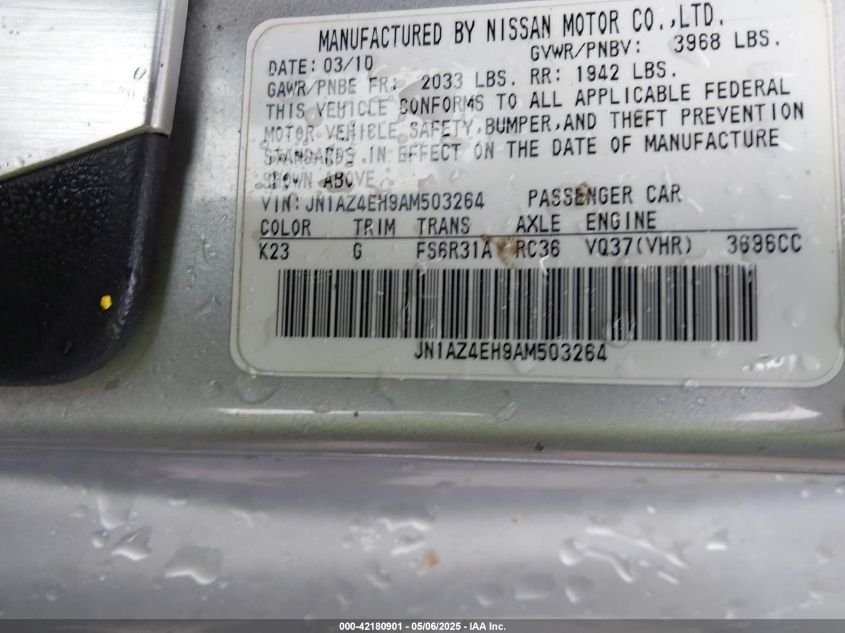 MANUFACTURED BY NISSAN MOTOR CO.,LTD.
DATE: 03/10 GVWR/PNBV: 3968 LBS.
GAWR/PNBE FR: 2033 LBS. RR: 1942 LBS.
THIS VEHICLE CONFORMS TO ALL APPLICABLE FEDERAL
MOTOR VEHICLE SAFETY,BUMPER,AND THEFT PREVENTION
STANDARDS IN EFFECT ON THE DATE OF MANUFACTURE
SHOWN ABOVE
VIN:JN1AZ4EH9AM503264 PASSENGER CAR
COLOR TRIM TRANS AXLE ENGINE
K23 G FS6R31A RC36 VQ37(VHR) 3696CC
JN1AZ4EH9AM503264
000-42180901 - 05/06/2025 - IAA Inc.